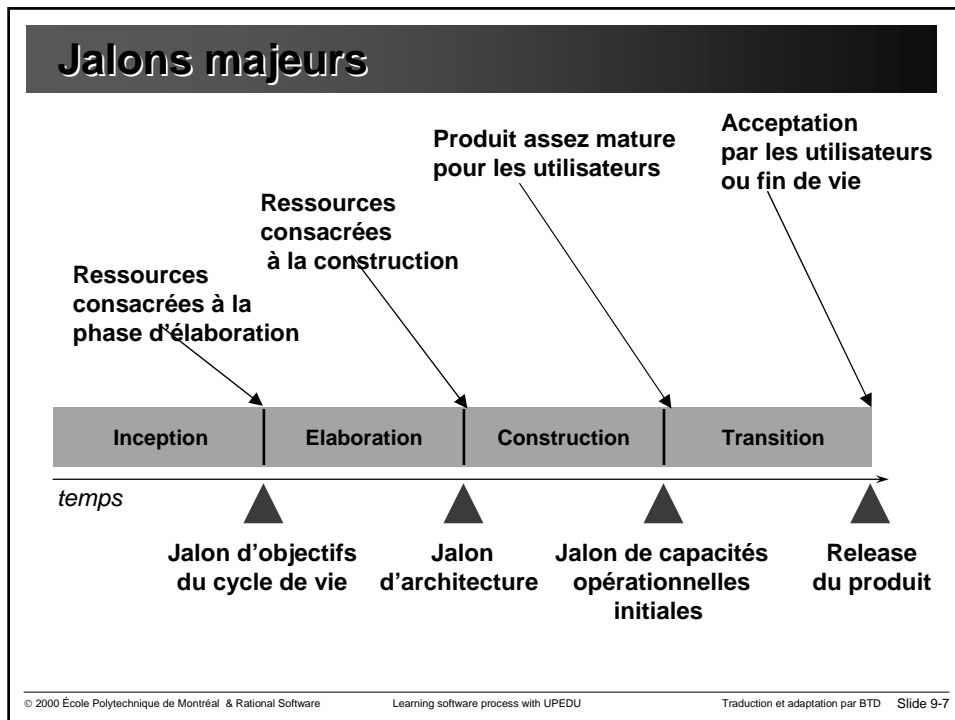 Jalons majeurs
Acceptation
par les utilisateurs
ou fin de vie
Produit assez mature
pour les utilisateurs
Ressources
consacrées
à la construction
Ressources
consacrées à la
phase d'élaboration
Inception
Elaboration
Construction
Transition
temps
Jalon d'objectifs
du cycle de vie
Jalon
d'architecture
Jalon de capacités
opérationnelles
initiales
Release
du produit
© 2000 École Polytechnique de Montréal & Rational Software
Learning software process with UPEDU
Traduction et adaptation par BTD
Slide 9-7